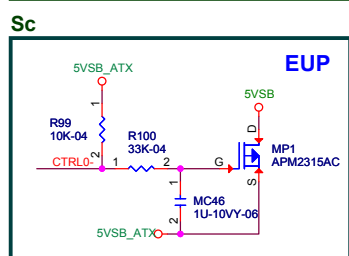 Sc
EUP
5VSB_ATX
5VSB
1
R99
10K-04
2
R100
33K-04
CTRL0-
1
2
G
D
S
MP1
APM2315AC
1
MC46
1U-10VY-06
2
5VSB_ATX